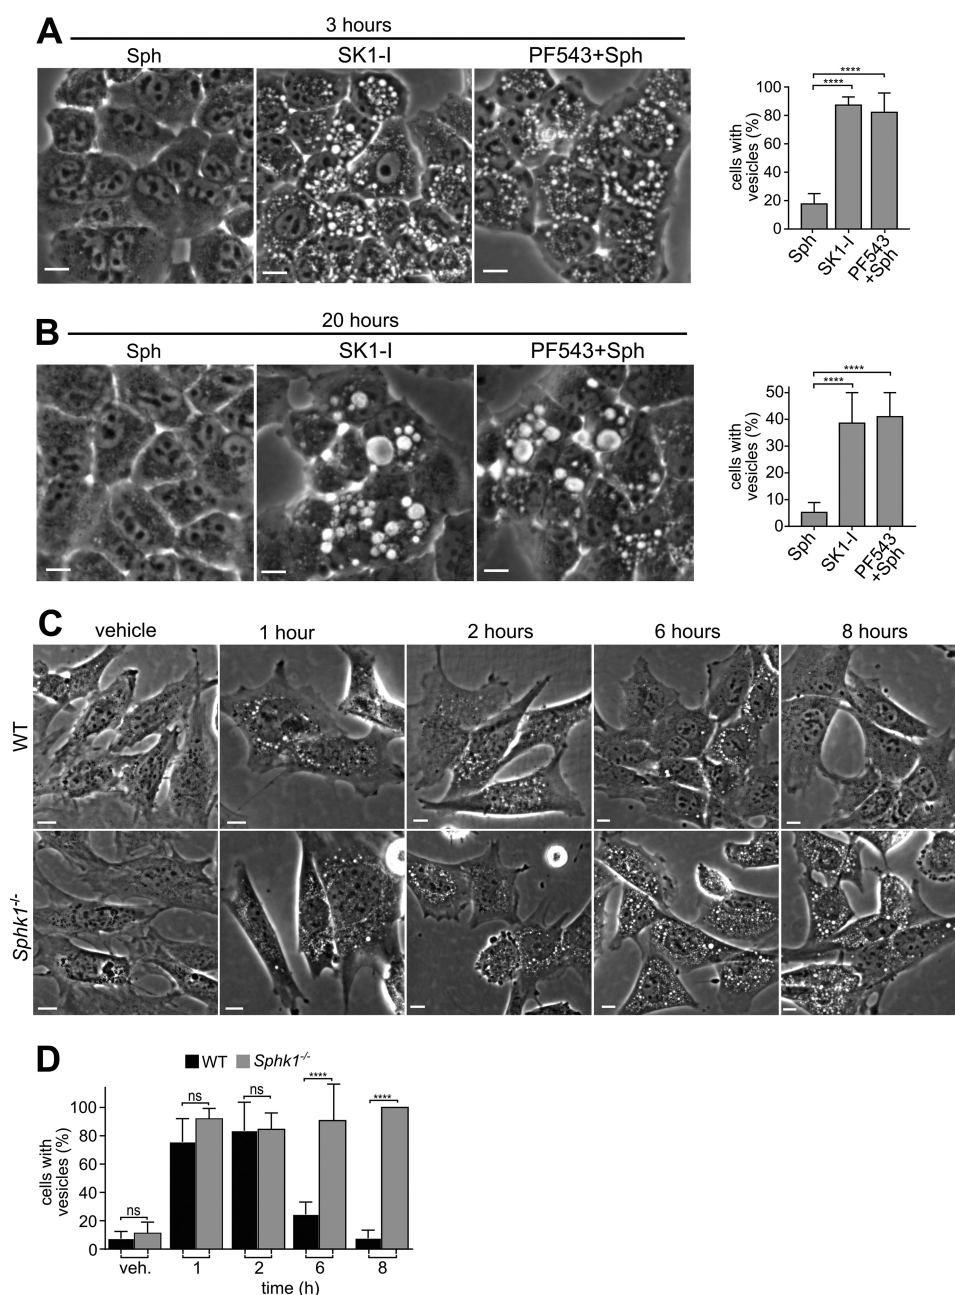 A
3 hours
Sph
SK1-I
PF543+Sph
cells with
vesicles (%)
100
80
60
40
20
0
****
****
Sph
SK1-I
PF543
+Sph
B
20 hours
Sph
SK1-I
PF543+Sph
cells with
vesicles (%)
50
40
30
20
10
0
****
****
Sph
SK1-I
PF543
+Sph
C
vehicle
1 hour
2 hours
6 hours
8 hours
WT
Sphk1-/-
D
WT
Sphk1-/-
cells with
vesicles (%)
100
80
60
40
20
0
ns
ns
ns
****
****
veh.
1
2
6
8
time (h)